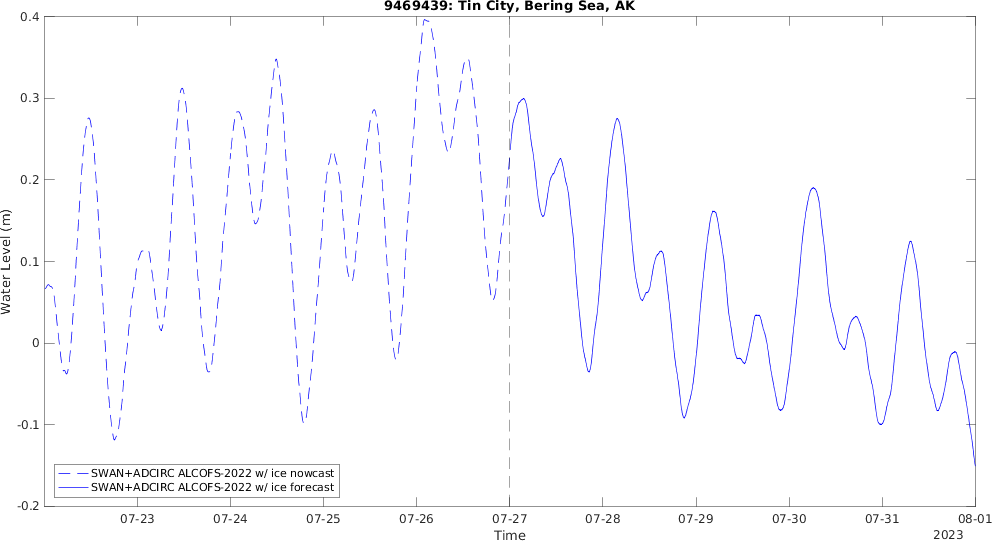 9469439: Tin City, Bering Sea, AK
Water Level (m)
0.4
0.3
0.2
0.1
0
-0.1
-0.2
SWAN+ADCIRC ALCOFS-2022 w/ ice nowcast
SWAN+ADCIRC ALCOFS-2022 w/ ice forecast
07-23 07-24 07-25 07-26 07-27 07-28 07-29 07-30 07-31 08-01
Time
2023